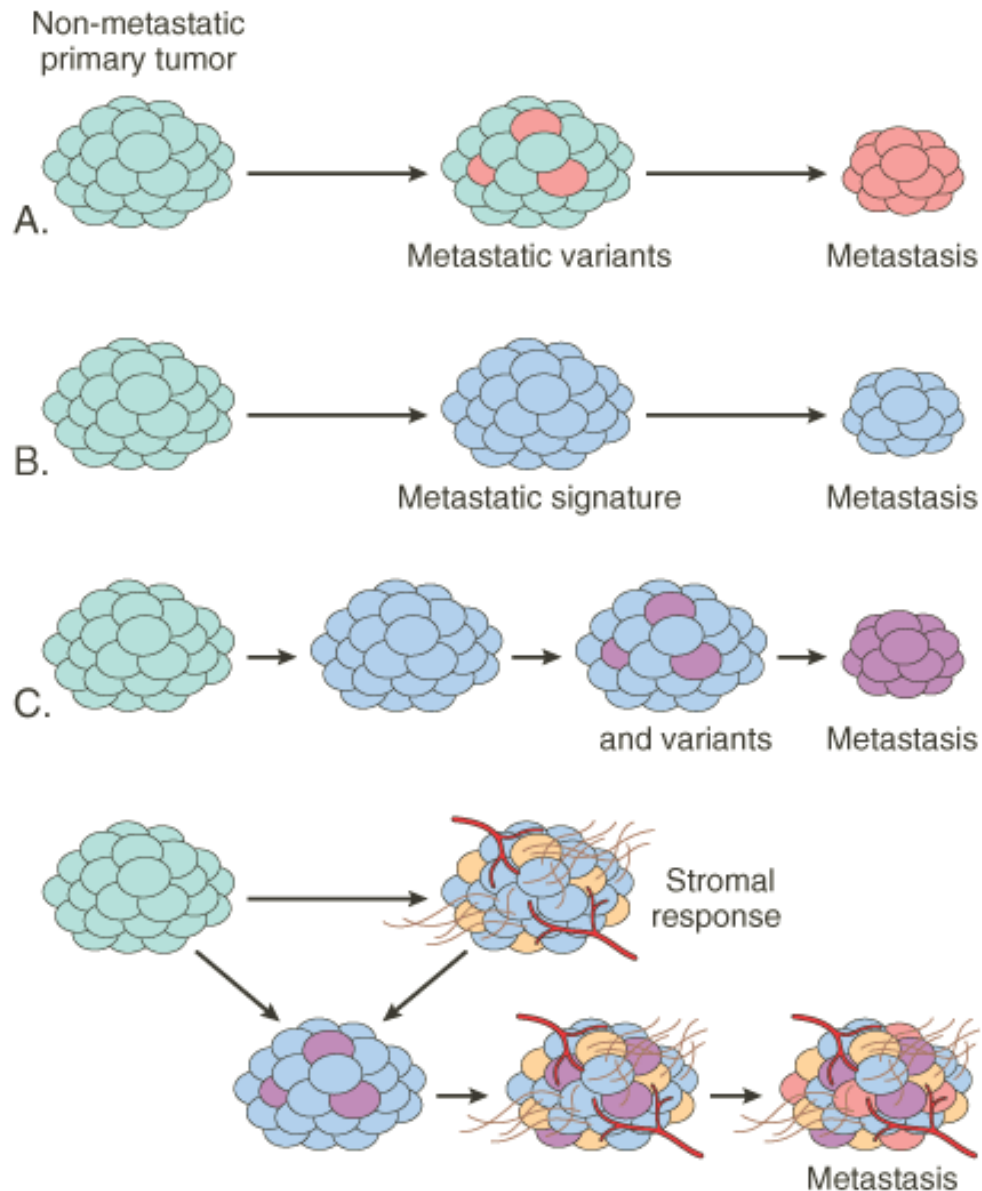 Non-metastatic
primary tumor
A.
Metastatic variants
Metastasis
B.
Metastatic signature
Metastasis
C.
and variants
Metastasis
Stromal
response
Metastasis